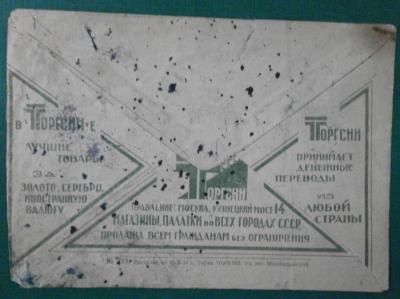 В ТОРГСИН-Е
ЛУЧШИЕ
ТОВАРЫ
ЗА
ЗОЛОТО, СЕРЕБРО,
ИНОСТРАННУЮ
ВАЛЮТУ
ТОРГСИН
ПРИНИМАЕТ
ДЕНЕЖНЫЕ
ПЕРЕВОДЫ
ИЗ
ЛЮБОЙ
СТРАНЫ
ТОРГСИН
ПРАВЛЕНИЕ: МОСКВА, КУЗНЕЦКИЙ МОСТ 14
МАГАЗИНЫ, ПАЛАТКИ ВО ВСЕХ ГОРОДАХ СССР
ПРОДАЖА ВСЕМ ГРАЖДАНАМ БЕЗ ОГРАНИЧЕНИЯ